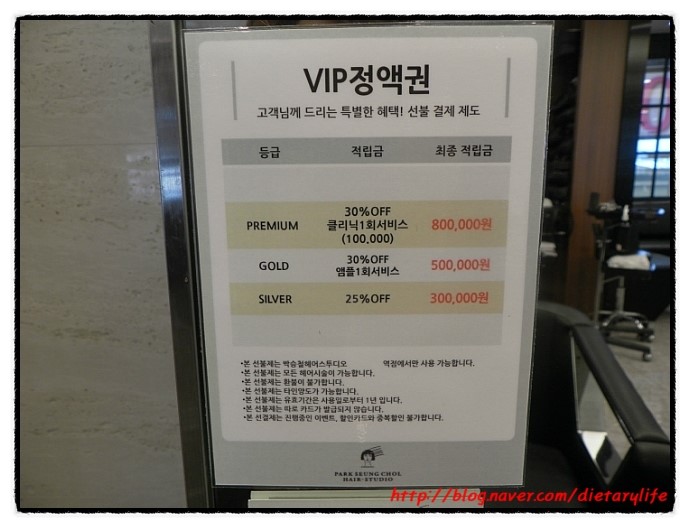 VIP정액권
고객님께 드리는 특별한 혜택! 선불 결제 제도
등급 적립금 최종 적립금
30%OFF
PREMIUM 클리닉1회서비스 800,000원
(100,000)
30%OFF
GOLD 500,000원
앰플1회서비스
SILVER 25%OFF 300,000원
•본 선불제는 박승철헤어스투디오 역점에서만 사용 가능합니다.
•본 선불제는 모든 헤어시술이 가능합니다.
•본 선불제는 환불이 불가합니다.
•본 선불제는 타인양도가 가능합니다.
•본 선불제는 유효기간은 사용일로부터 1년 입니다.
•본 선불제는 따로 카드가 발급되지 않습니다.
•본 선결제는 진행중인 이벤트, 할인카드와 중복할인 불가합니다.
PARK SEUNG CHOL
HAIR·STUDIO
http://blog.naver.com/dietarylife